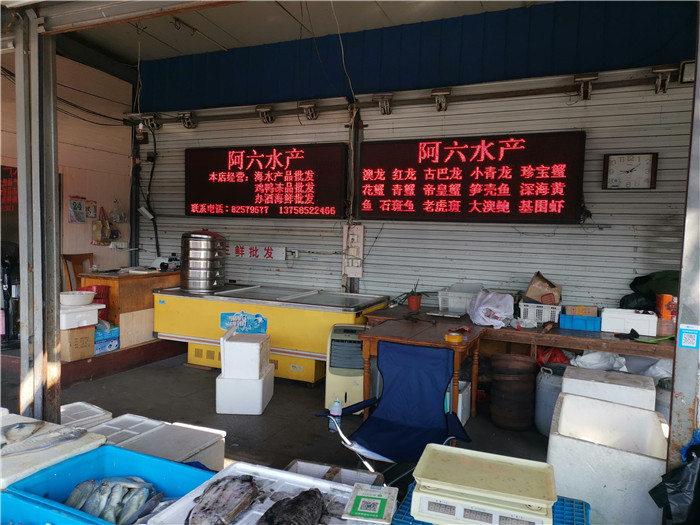 阿六水产
本店经营：海水产品批发
鸡鸭冻品批发
办酒海鲜批发
联系电话：82579677 13758522466
阿六水产
澳龙 红龙 古巴龙 小青龙 珍宝蟹
花蟹 青蟹 帝皇蟹 笋壳鱼 深海黄
鱼 石斑鱼 老虎斑 大澳鲍 基围虾
三鲜批发
24